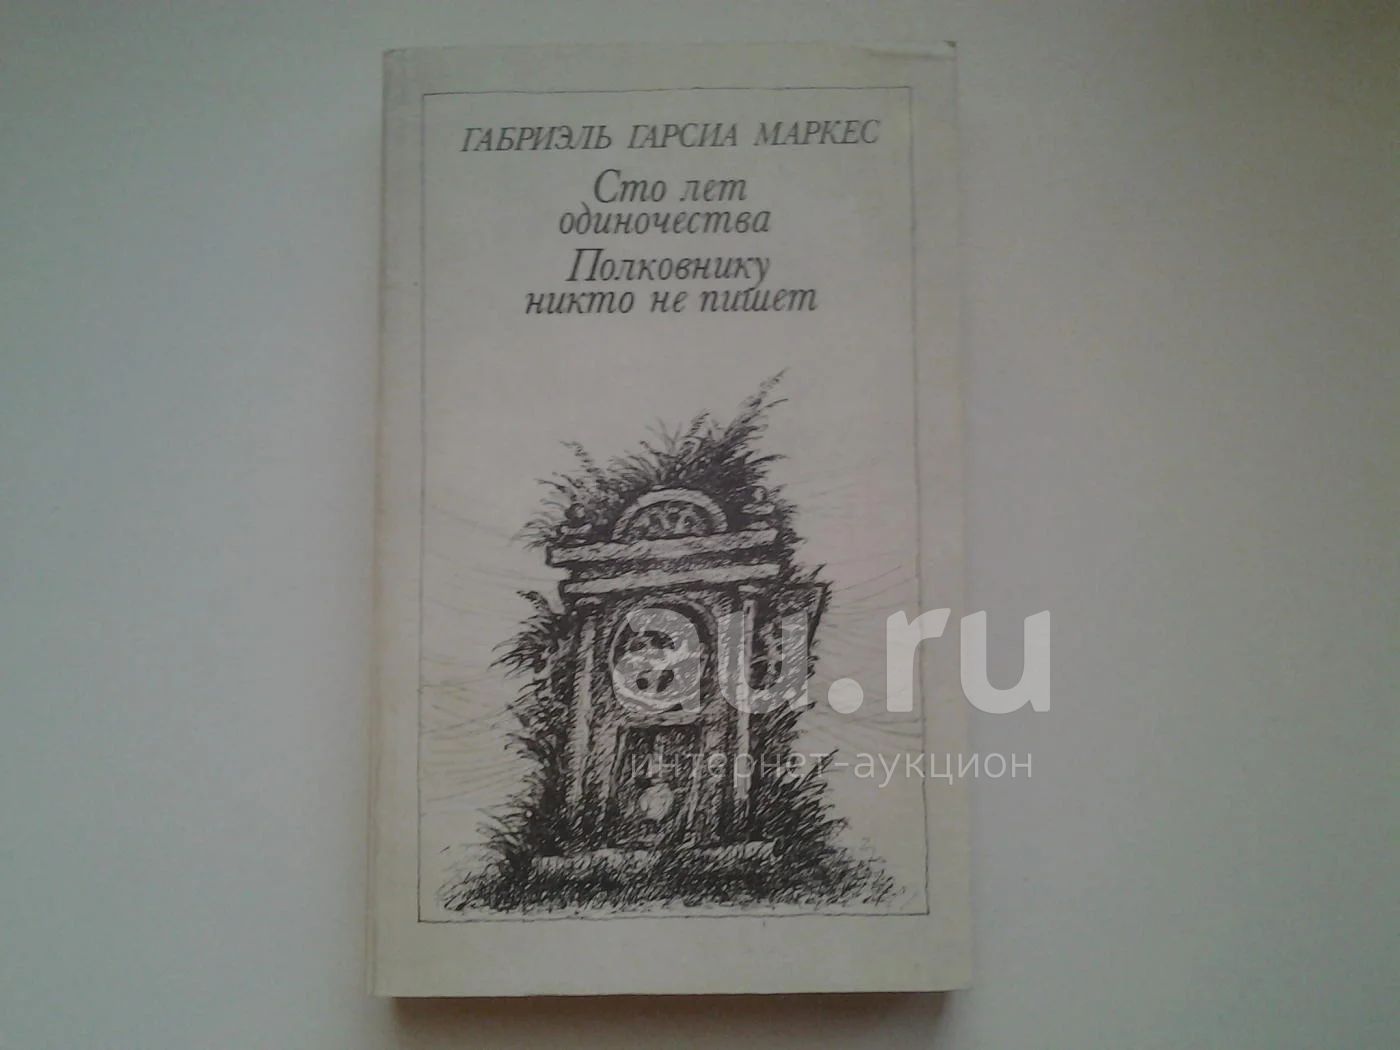 ГАБРИЭЛЬ ГАРСИА МАРКЕС
Сто лет
одиночества
Полковнику
никто не пишет
au.ru
интернет-аукцион